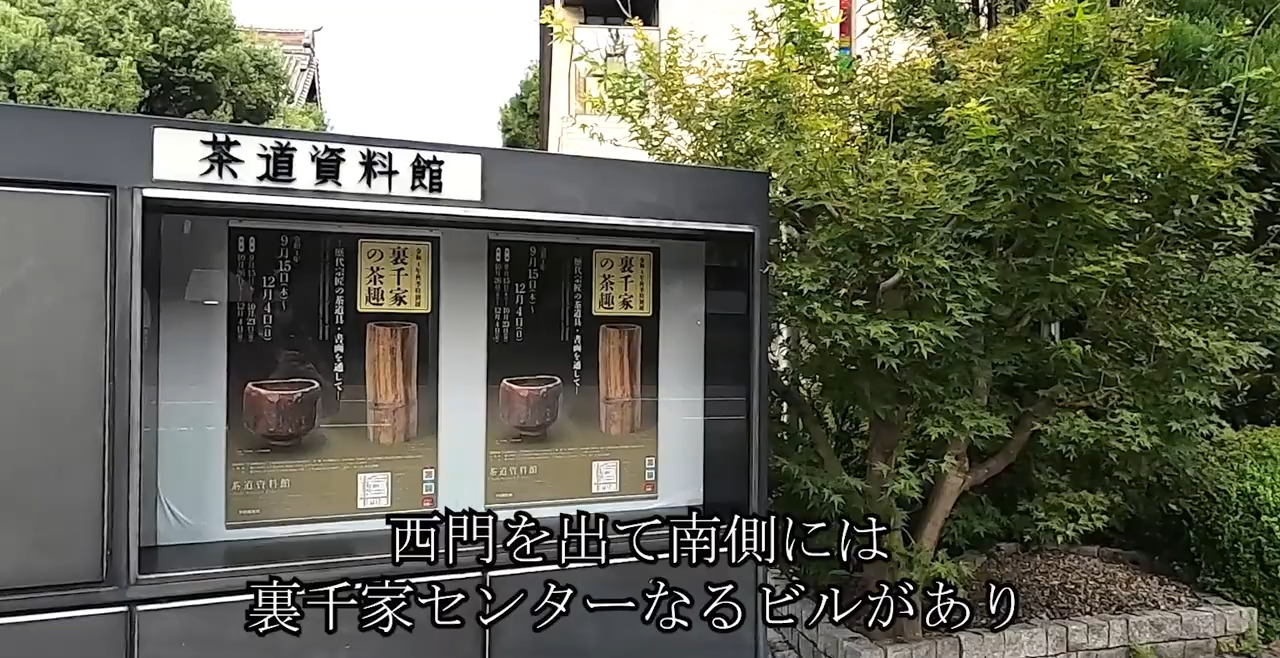 茶道資料館
裏千家
の茶趣
─歴代宗匠の茶道具・書画を通して─
9月15日(木)〜
12月4日(日)
茶道資料館
裏千家
の茶趣
─歴代宗匠の茶道具・書画を通して─
9月15日(木)〜
12月4日(日)
茶道資料館
西門を出て南側には
裏千家センターなるビルがあり